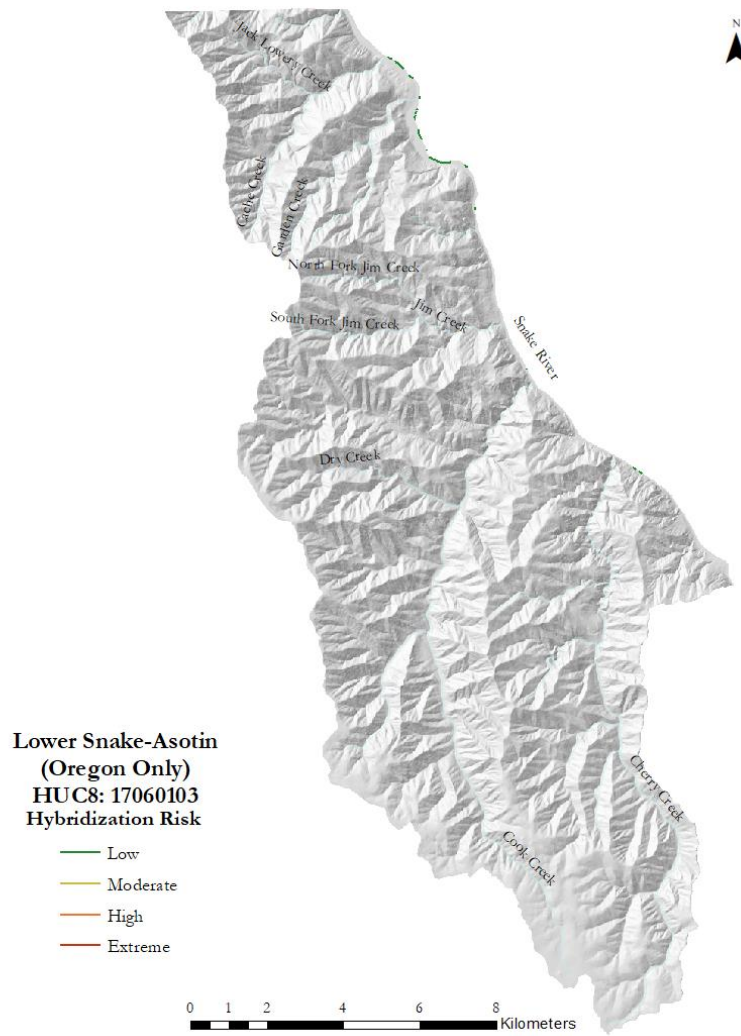 N
Jack Lowery Creek
Cache Creek
Garden Creek
North Fork Jim Creek
Jim Creek
South Fork Jim Creek
Snake River
Dry Creek
Cherry Creek
Cook Creek
Lower Snake-Asotin
(Oregon Only)
HUC8: 17060103
Hybridization Risk
Low
Moderate
High
Extreme
0 1 2 4 6 8
Kilometers